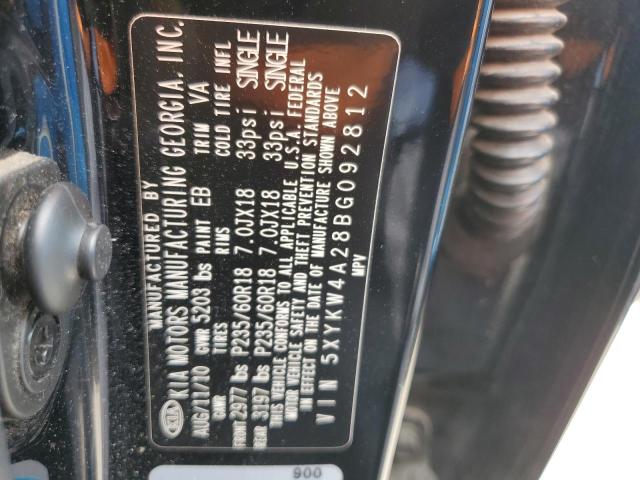 MANUFACTURED BY
KIA KIA MOTORS MANUFACTURING GEORGIA, INC.
AUG/11/10 GVWR 5203 lbs PAINT EB TRIM VA
GAWR TIRES RIMS COLD TIRE INFL
FRONT 2977 lbs P235/60R18 7.0JX18 33psi SINGLE
REAR 3197 lbs P235/60R18 7.0JX18 33psi SINGLE
THIS VEHICLE CONFORMS TO ALL APPLICABLE U.S.A. FEDERAL
MOTOR VEHICLE SAFETY AND THEFT PREVENTION STANDARDS
IN EFFECT ON THE DATE OF MANUFACTURE SHOWN ABOVE
VIN 5XYKW4A28BG092812
MPV
900